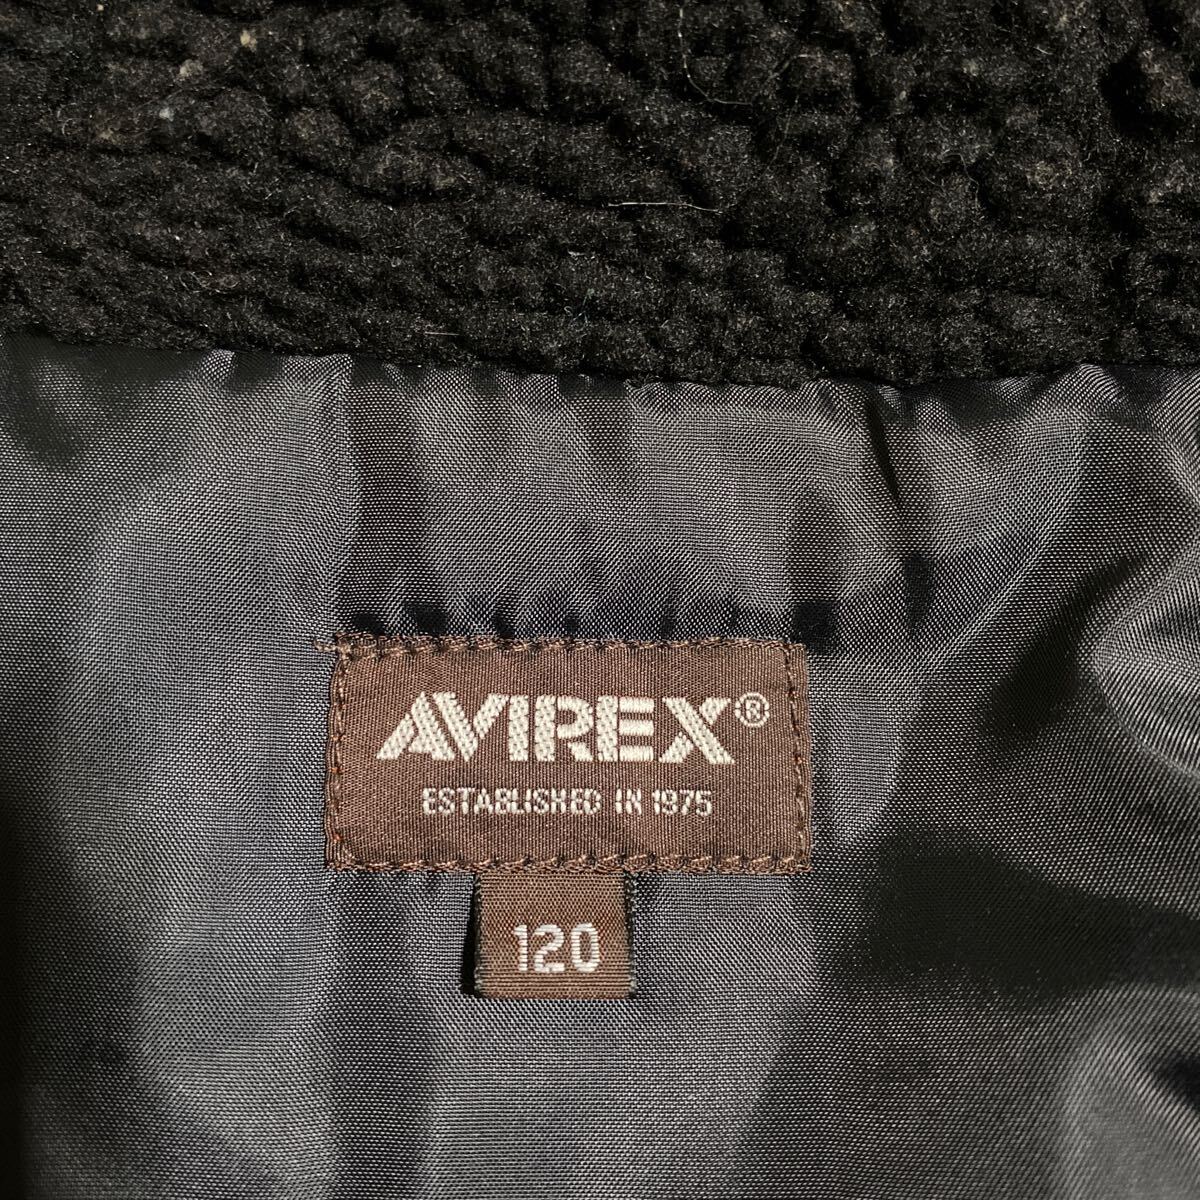 AVIREX®
ESTABLISHED IN 1975
120